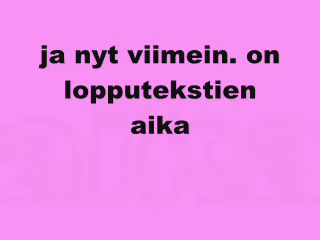 ja nyt viimein. on
lopputekstien
aika